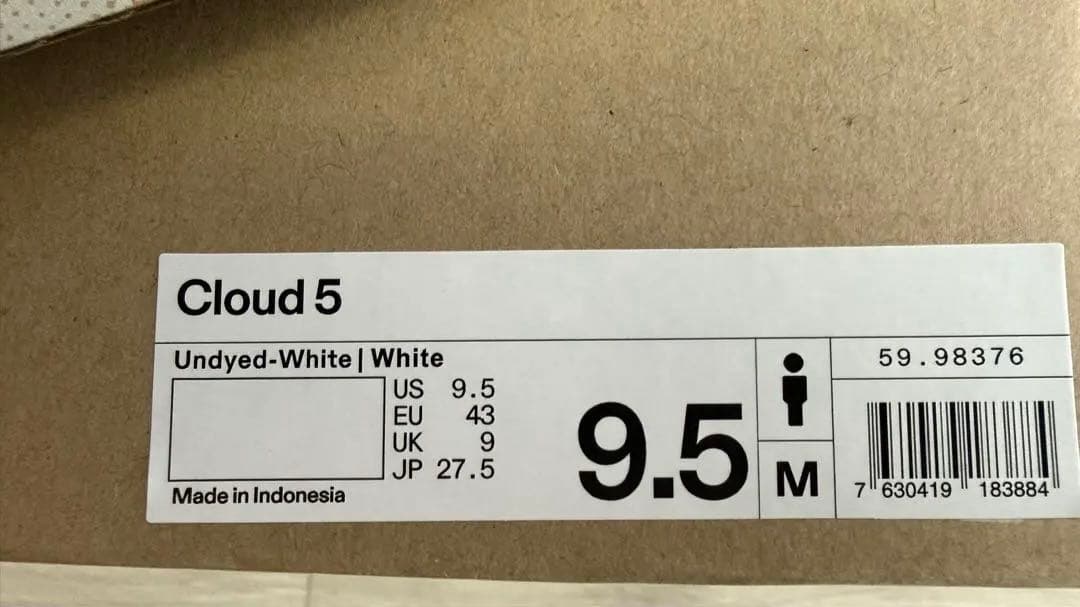 Cloud 5
Undyed-White | White
US 9.5
EU 43
UK 9
JP 27.5
Made in Indonesia
9.5
M
59.98376
7 630419 183884